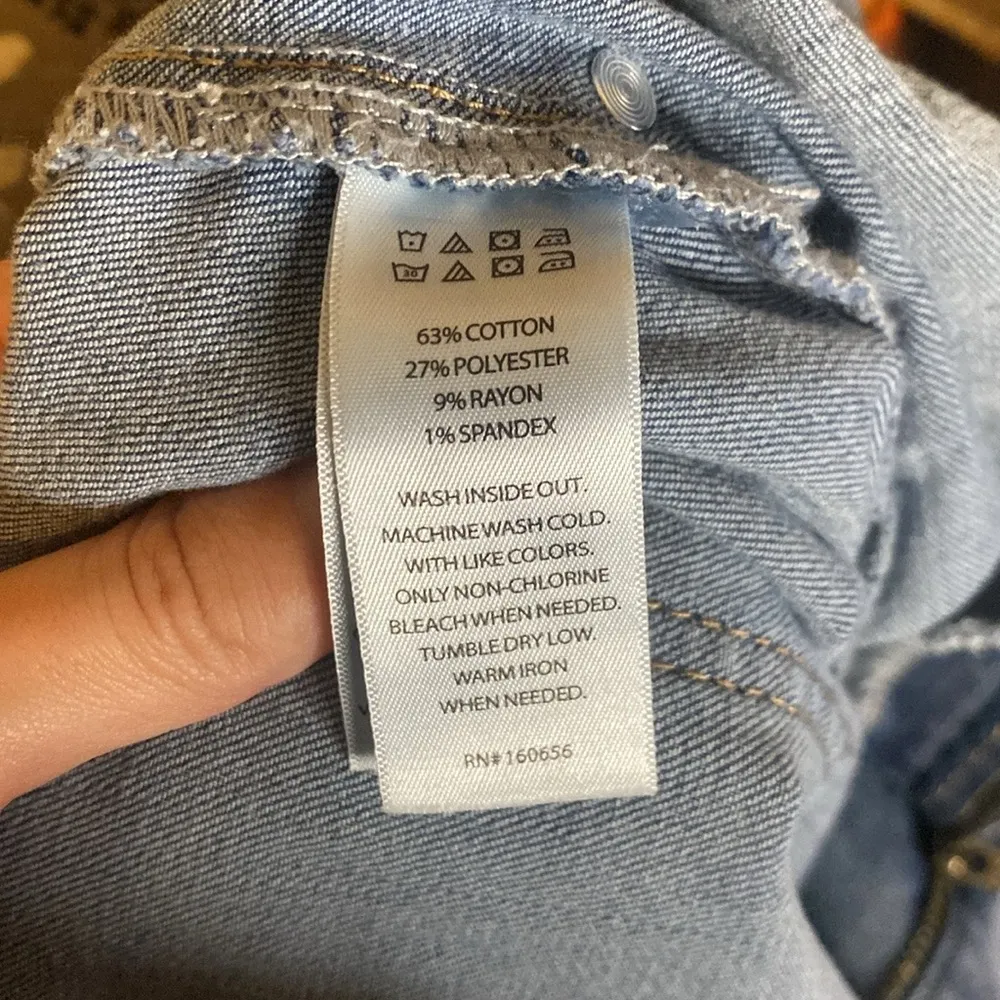 30
63% COTTON
27% POLYESTER
9% RAYON
1% SPANDEX
WASH INSIDE OUT.
MACHINE WASH COLD.
WITH LIKE COLORS.
ONLY NON-CHLORINE
BLEACH WHEN NEEDED.
TUMBLE DRY LOW.
WARM IRON
WHEN NEEDED.
RN# 160656